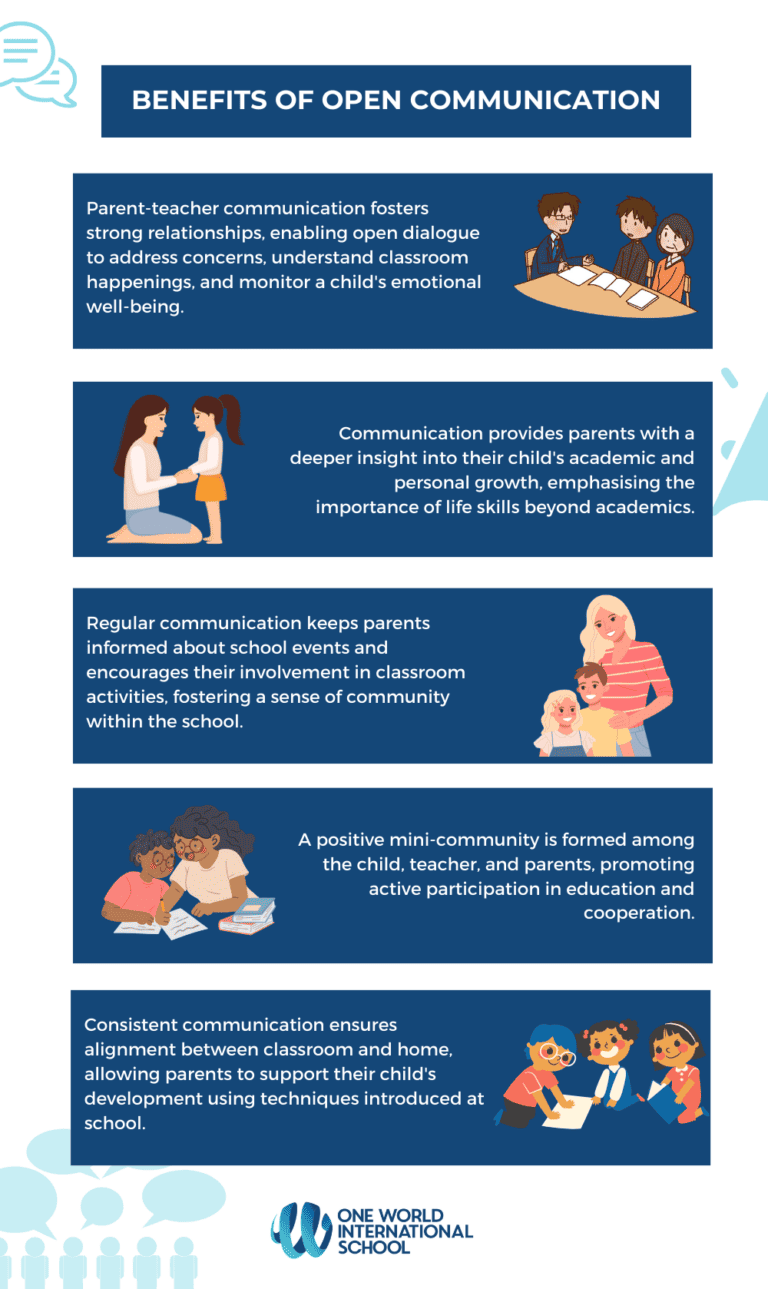 BENEFITS OF OPEN COMMUNICATION
Parent-teacher communication fosters
strong relationships, enabling open dialogue
to address concerns, understand classroom
happenings, and monitor a child's emotional
well-being.
Communication provides parents with a
deeper insight into their child's academic and
personal growth, emphasising the
importance of life skills beyond academics.
Regular communication keeps parents
informed about school events and
encourages their involvement in classroom
activities, fostering a sense of community
within the school.
A positive mini-community is formed among
the child, teacher, and parents, promoting
active participation in education and
cooperation.
Consistent communication ensures
alignment between classroom and home,
allowing parents to support their child's
development using techniques introduced at
school.
ONE WORLD
INTERNATIONAL
SCHOOL